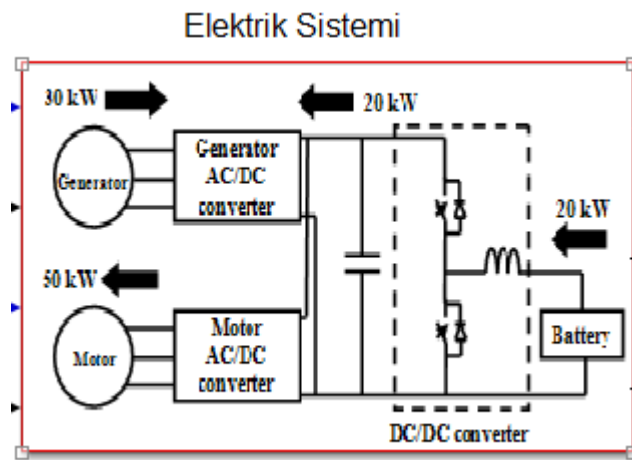 Elektrik Sistemi
30 kW
20 kW
Generator
Generator
AC/DC
converter
20 kW
50 kW
Motor
Motor
AC/DC
converter
Battery
DC/DC converter